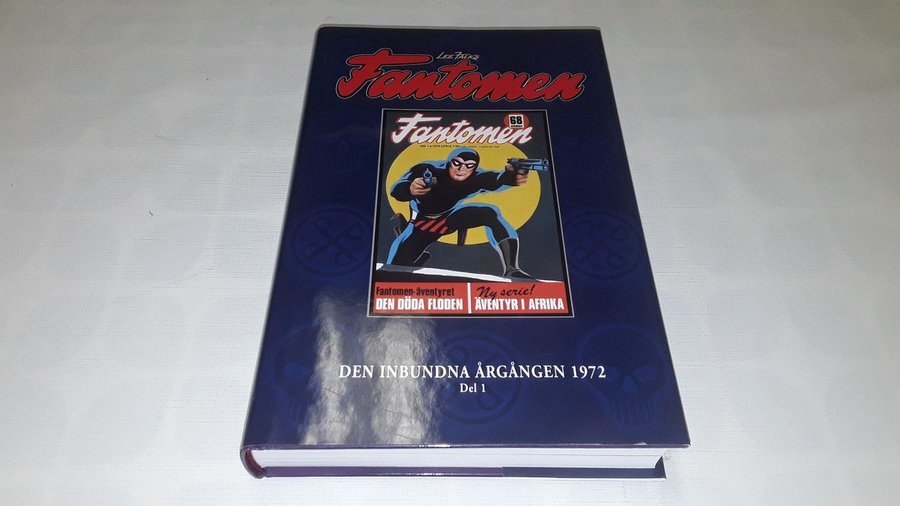 LEE FALK'S
Fantomen
68
Fantomen
Fantomen-äventyret
DEN DÖDA FLODEN
Ny serie!
ÄVENTYR I AFRIKA
DEN INBUNDNA ÅRGÅNGEN 1972
Del 1